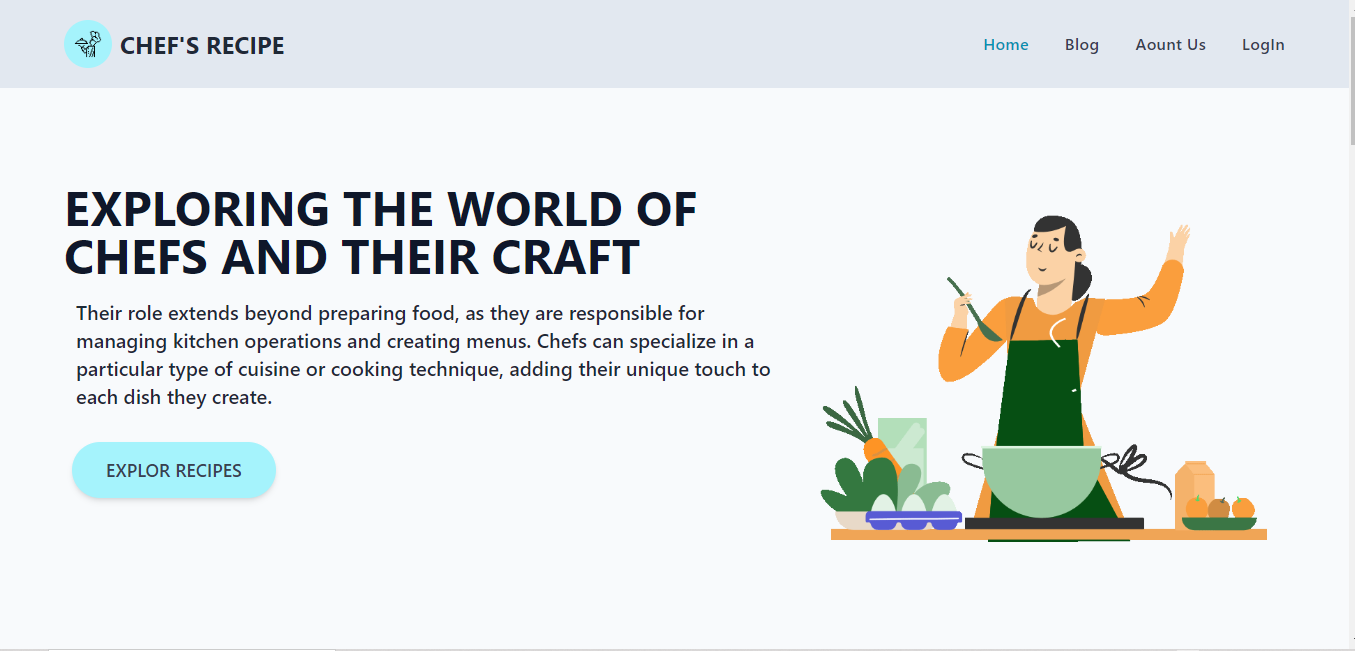 CHEF'S RECIPE
Home Blog Aount Us LogIn
EXPLORING THE WORLD OF
CHEFS AND THEIR CRAFT
Their role extends beyond preparing food, as they are responsible for
managing kitchen operations and creating menus. Chefs can specialize in a
particular type of cuisine or cooking technique, adding their unique touch to
each dish they create.
EXPLOR RECIPES